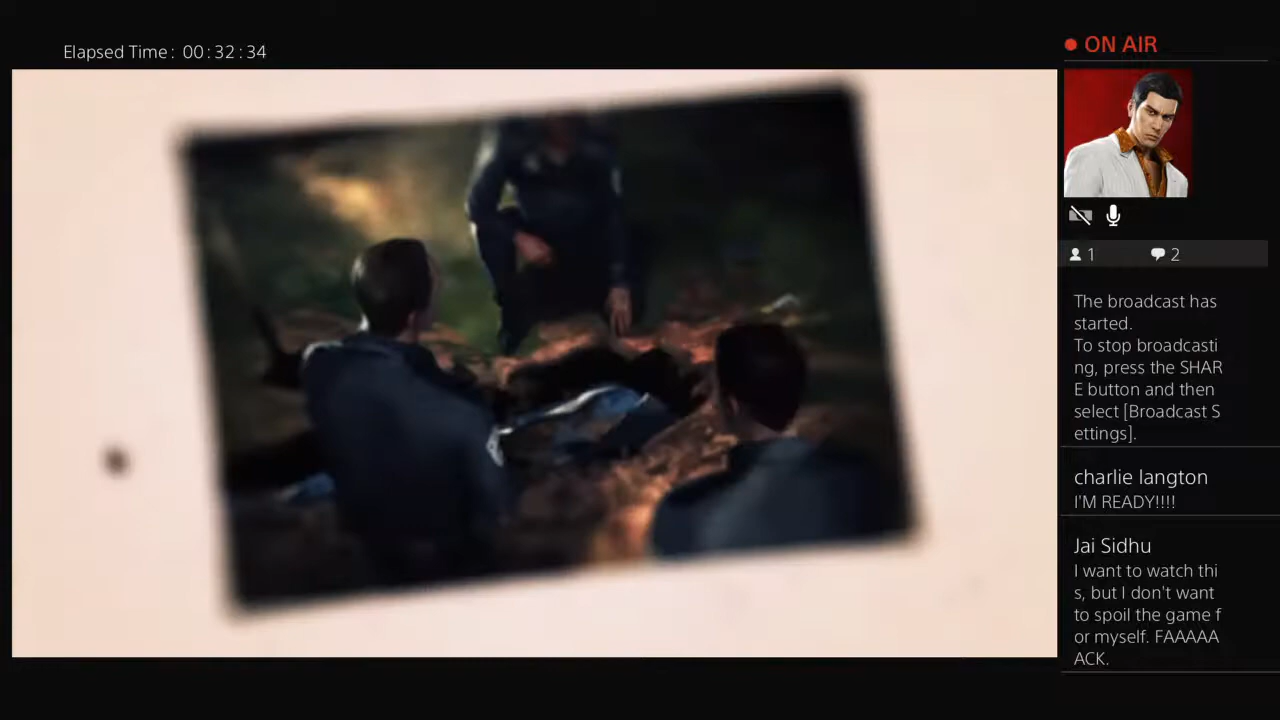 Elapsed Time: 00:32:34
ON AIR
1
2
The broadcast has
started.
To stop broadcasti
ng, press the SHAR
E button and then
select [Broadcast S
ettings].
charlie langton
I'M READY!!!!
Jai Sidhu
I want to watch thi
s, but I don't want
to spoil the game f
or myself. FAAAAA
ACK.